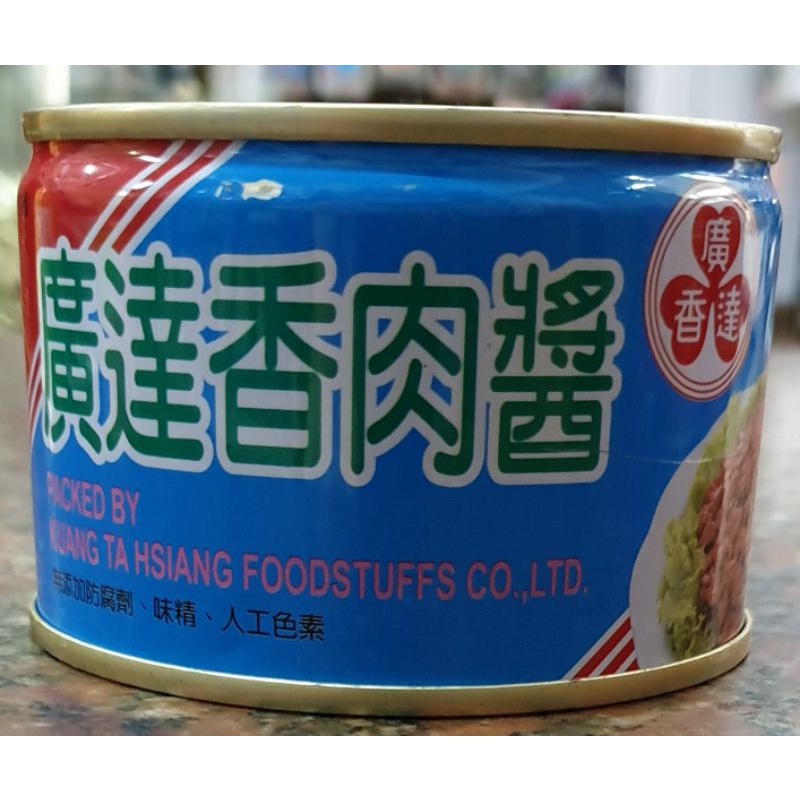 廣達香肉醬
廣
香達
PACKED BY
KUANG TA HSIANG FOODSTUFFS CO.,LTD.
無添加防腐劑、味精、人工色素